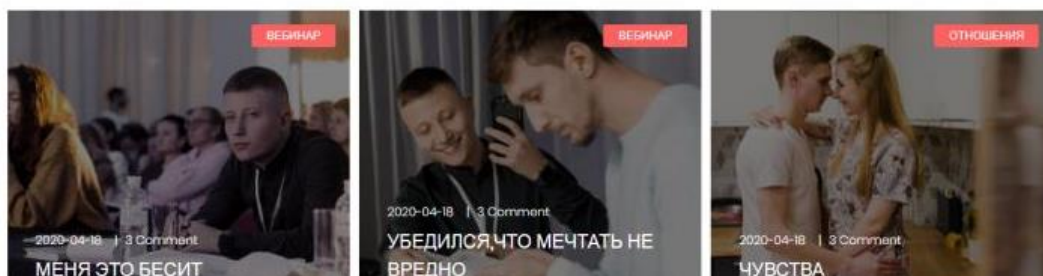 ВЕБИНАР
2020-04-18 | 3 Comment
МЕНЯ ЭТО БЕСИТ
ВЕБИНАР
2020-04-18 | 3 Comment
УБЕДИЛСЯ,ЧТО МЕЧТАТЬ НЕ
ВРЕДНО
ОТНОШЕНИЯ
2020-04-18 | 3 Comment
ЧУВСТВА